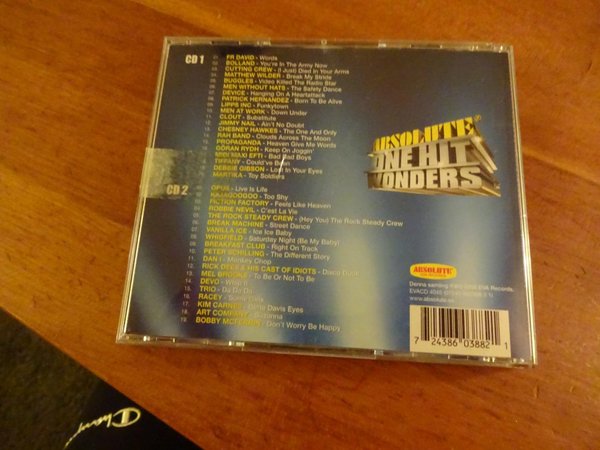 CD 1
FR DAVID - Words
BOLLAND - You're In The Army Now
CUTTING CREW - (I Just) Died In Your Arms
MATTHEW WILDER - Break My Stride
BUGGLES - Video Killed The Radio Star
MEN WITHOUT HATS - The Safety Dance
DEVICE - Hanging On A Heartattack
PATRICK HERNANDEZ - Born To Be Alive
LIPPS INC - Funkytown
MEN AT WORK - Down Under
CLOUT - Substitute
JIMMY NAIL - Ain't No Doubt
CHESNEY HAWKES - The One And Only
RAH BAND - Clouds Across The Moon
PROPAGANDA - Heaven Give Me Words
GÖRAN RYDH - Keep On Joggin'
MIKO MAXI EFTI - Bad Bad Boys
TIFFANY - Could've Been
DEBBIE GIBSON - Lost In Your Eyes
MARTIKA - Toy Soldiers
CD 2
OPUS - Live Is Life
KAJAGOOGOO - Too Shy
FICTION FACTORY - Feels Like Heaven
ROBBIE NEVIL - C'est La Vie
THE ROCK STEADY CREW - (Hey You) The Rock Steady Crew
BREAK MACHINE - Street Dance
VANILLA ICE - Ice Ice Baby
WHIGFIELD - Saturday Night (Be My Baby)
BREAKFAST CLUB - Right On Track
PETER SCHILLING - The Different Story
DAN I - Monkey Chop
RICK DEES & HIS CAST OF IDIOTS - Disco Duck
MEL BROOKS - To Be Or Not To Be
DEVO - Whip It
TRIO - Da Da Da
RACEY - Some Girls
KIM CARNES - Bette Davis Eyes
ART COMPANY - Suzanna
BOBBY MCFERRIN - Don't Worry Be Happy
ABSOLUTE
ONE HIT
WONDERS
ABSOLUTE
Denna samling
Records.
www.absolute.se
7 24386 03882 1
Champ